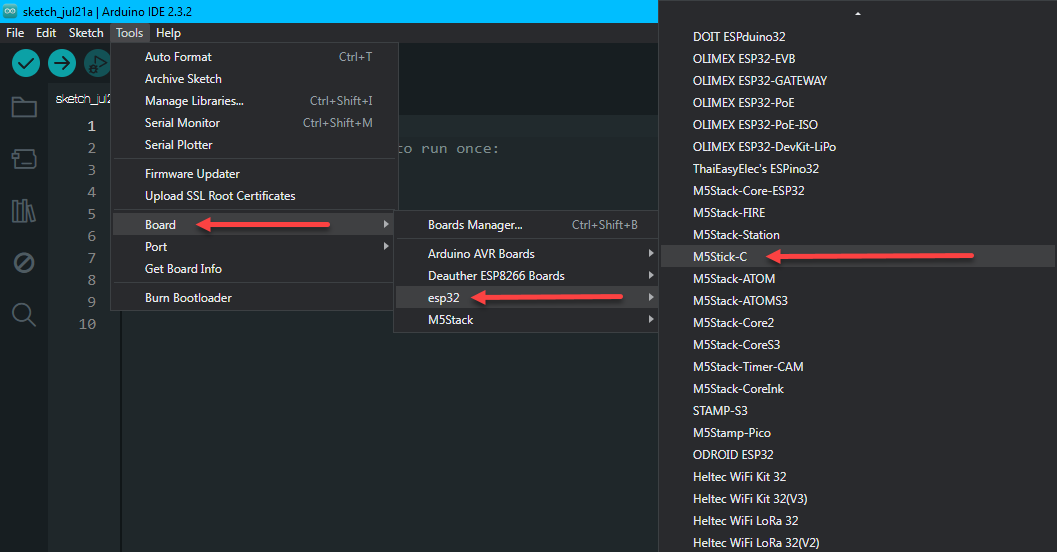 sketch_jul21a | Arduino IDE 2.3.2
File Edit Sketch Tools Help
Auto Format Ctrl+T
Archive Sketch
Manage Libraries... Ctrl+Shift+I
Serial Monitor Ctrl+Shift+M
Serial Plotter
Firmware Updater
Upload SSL Root Certificates
Board
Port
Get Board Info
Burn Bootloader
sketch_jul2
1
2
3
4
5
6
7
8
9
10
to run once:
Boards Manager... Ctrl+Shift+B
Arduino AVR Boards
Deauther ESP8266 Boards
esp32
M5Stack
DOIT ESPduino32
OLIMEX ESP32-EVB
OLIMEX ESP32-GATEWAY
OLIMEX ESP32-PoE
OLIMEX ESP32-PoE-ISO
OLIMEX ESP32-DevKit-LiPo
ThaiEasyElec's ESPino32
M5Stack-Core-ESP32
M5Stack-FIRE
M5Stack-Station
M5Stick-C
M5Stack-ATOM
M5Stack-ATOMS3
M5Stack-Core2
M5Stack-CoreS3
M5Stack-Timer-CAM
M5Stack-CoreInk
STAMP-S3
M5Stamp-Pico
ODROID ESP32
Heltec WiFi Kit 32
Heltec WiFi Kit 32(V3)
Heltec WiFi LoRa 32
Heltec WiFi LoRa 32(V2)